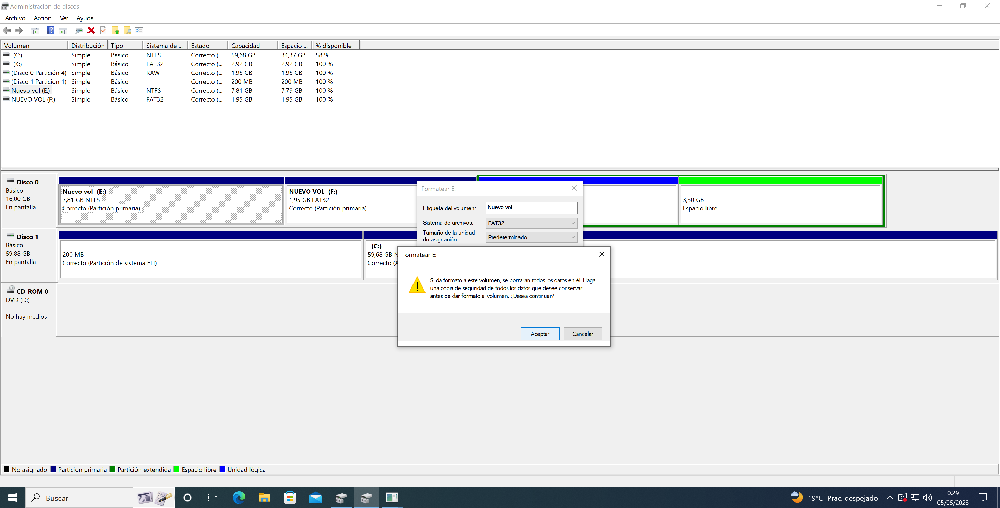 Administración de discos
Archivo Acción Ver Ayuda
Volumen Distribución Tipo Sistema de ... Estado Capacidad Espacio ... % disponible
(C:) Simple Básico NTFS Correcto (... 59,68 GB 34,37 GB 58 %
(K:) Simple Básico FAT32 Correcto (... 2,92 GB 2,92 GB 100 %
(Disco 0 Partición 4) Simple Básico RAW Correcto (... 1,95 GB 1,95 GB 100 %
(Disco 1 Partición 1) Simple Básico Correcto (... 200 MB 200 MB 100 %
Nuevo vol (E:) Simple Básico NTFS Correcto (... 7,81 GB 7,79 GB 100 %
NUEVO VOL (F:) Simple Básico FAT32 Correcto (... 1,95 GB 1,95 GB 100 %
Disco 0
Básico
16,00 GB
En pantalla
Nuevo vol (E:)
7,81 GB NTFS
Correcto (Partición primaria)
NUEVO VOL (F:)
1,95 GB FAT32
Correcto (Partición primaria)
3,30 GB
Espacio libre
Disco 1
Básico
59,88 GB
En pantalla
200 MB
Correcto (Partición de sistema EFI)
(C:)
59,68 GB N
Correcto (A
CD-ROM 0
DVD (D:)
No hay medios
Formatear E:
Etiqueta del volumen: Nuevo vol
Sistema de archivos: FAT32
Tamaño de la unidad
de asignación: Predeterminado
Formatear E:
Si da formato a este volumen, se borrarán todos los datos en él. Haga
una copia de seguridad de todos los datos que desee conservar
antes de dar formato al volumen. ¿Desea continuar?
Aceptar Cancelar
No asignado Partición primaria Partición extendida Espacio libre Unidad lógica
Buscar
19°C Prac. despejado
0:29
05/05/2023